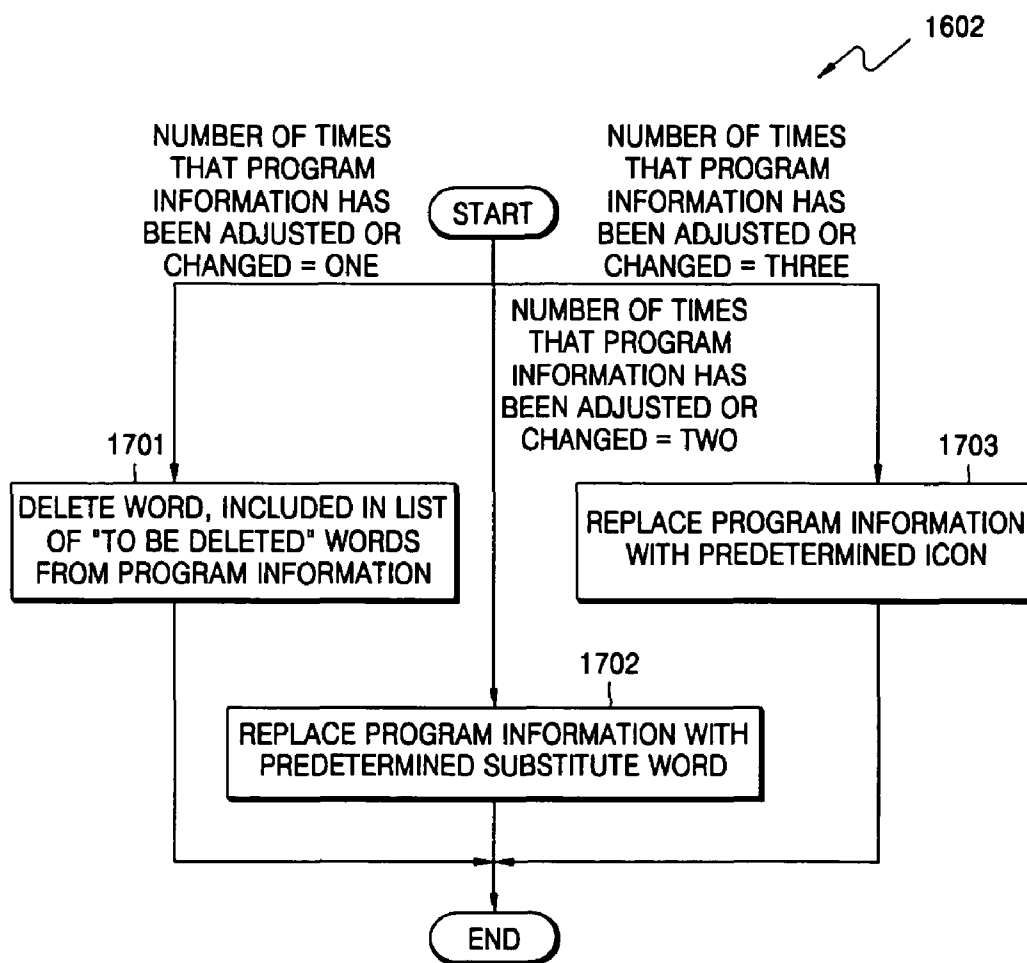 1602
NUMBER OF TIMES
THAT PROGRAM
INFORMATION HAS
BEEN ADJUSTED OR
CHANGED = ONE
START
NUMBER OF TIMES
THAT PROGRAM
INFORMATION HAS
BEEN ADJUSTED OR
CHANGED = THREE
NUMBER OF TIMES
THAT PROGRAM
INFORMATION HAS
BEEN ADJUSTED OR
CHANGED = TWO
1701
DELETE WORD, INCLUDED IN LIST
OF "TO BE DELETED" WORDS
FROM PROGRAM INFORMATION
1703
REPLACE PROGRAM INFORMATION
WITH PREDETERMINED ICON
1702
REPLACE PROGRAM INFORMATION WITH
PREDETERMINED SUBSTITUTE WORD
END